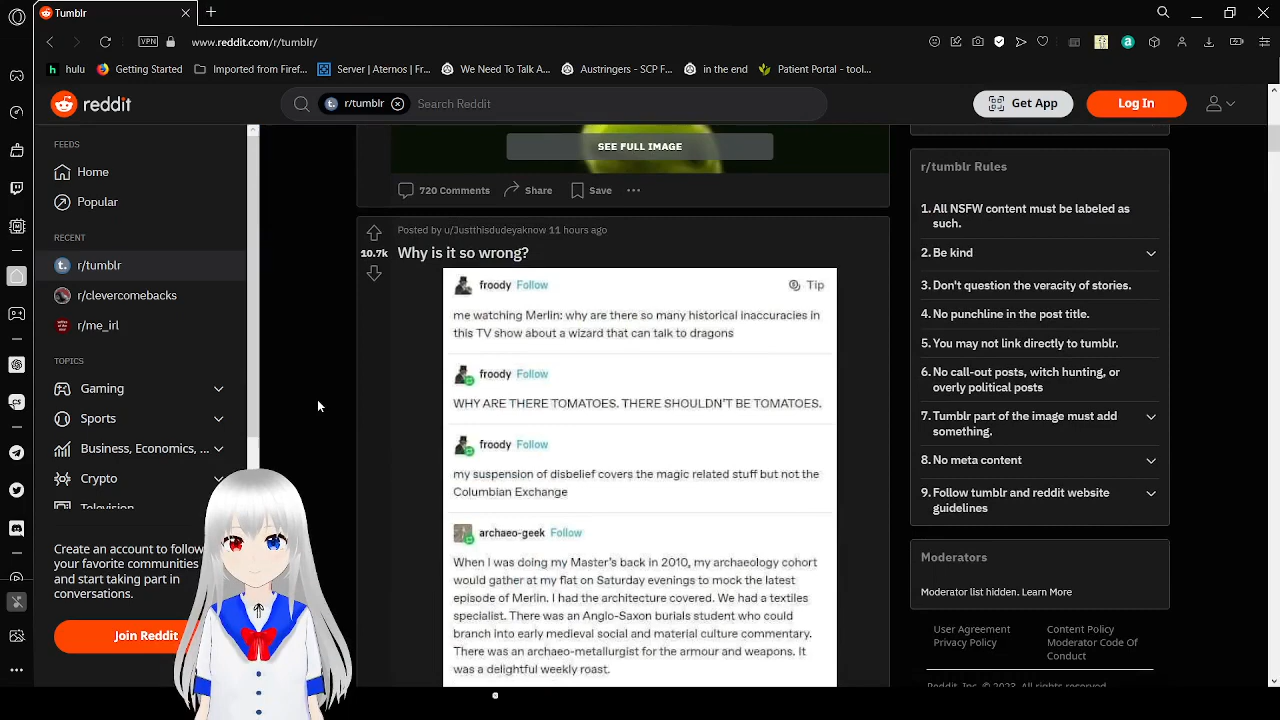 Tumblr
VPN
www.reddit.com/r/tumblr/
hulu
Getting Started
Imported from Firef...
Server | Aternos | Fr...
We Need To Talk A...
Austringers - SCP F...
in the end
Patient Portal - tool...
reddit
r/tumblr
Search Reddit
Get App
Log In
FEEDS
Home
Popular
RECENT
r/tumblr
r/clevercomebacks
r/me_irl
TOPICS
Gaming
Sports
Business, Economics, ...
Crypto
Television
Create an account to follow
your favorite communities
and start taking part in
conversations.
Join Reddit
SEE FULL IMAGE
720 Comments
Share
Save
Posted by u/Justthisdudeyaknow 11 hours ago
10.7k
Why is it so wrong?
froody Follow
Tip
me watching Merlin: why are there so many historical inaccuracies in
this TV show about a wizard that can talk to dragons
froody Follow
WHY ARE THERE TOMATOES. THERE SHOULDN'T BE TOMATOES.
froody Follow
my suspension of disbelief covers the magic related stuff but not the
Columbian Exchange
archaeo-geek Follow
When I was doing my Master's back in 2010, my archaeology cohort
would gather at my flat on Saturday evenings to mock the latest
episode of Merlin. I had the architecture covered. We had a textiles
specialist. There was an Anglo-Saxon burials student who could
branch into early medieval social and material culture commentary.
There was an archaeo-metallurgist for the armour and weapons. It
was a delightful weekly roast.
r/tumblr Rules
1. All NSFW content must be labeled as
such.
2. Be kind
3. Don't question the veracity of stories.
4. No punchline in the post title.
5. You may not link directly to tumblr.
6. No call-out posts, witch hunting, or
overly political posts
7. Tumblr part of the image must add
something.
8. No meta content
9. Follow tumblr and reddit website
guidelines
Moderators
Moderator list hidden. Learn More
User Agreement
Privacy Policy
Content Policy
Moderator Code Of
Conduct
Reddit, Inc. © 2023. All rights reserved.